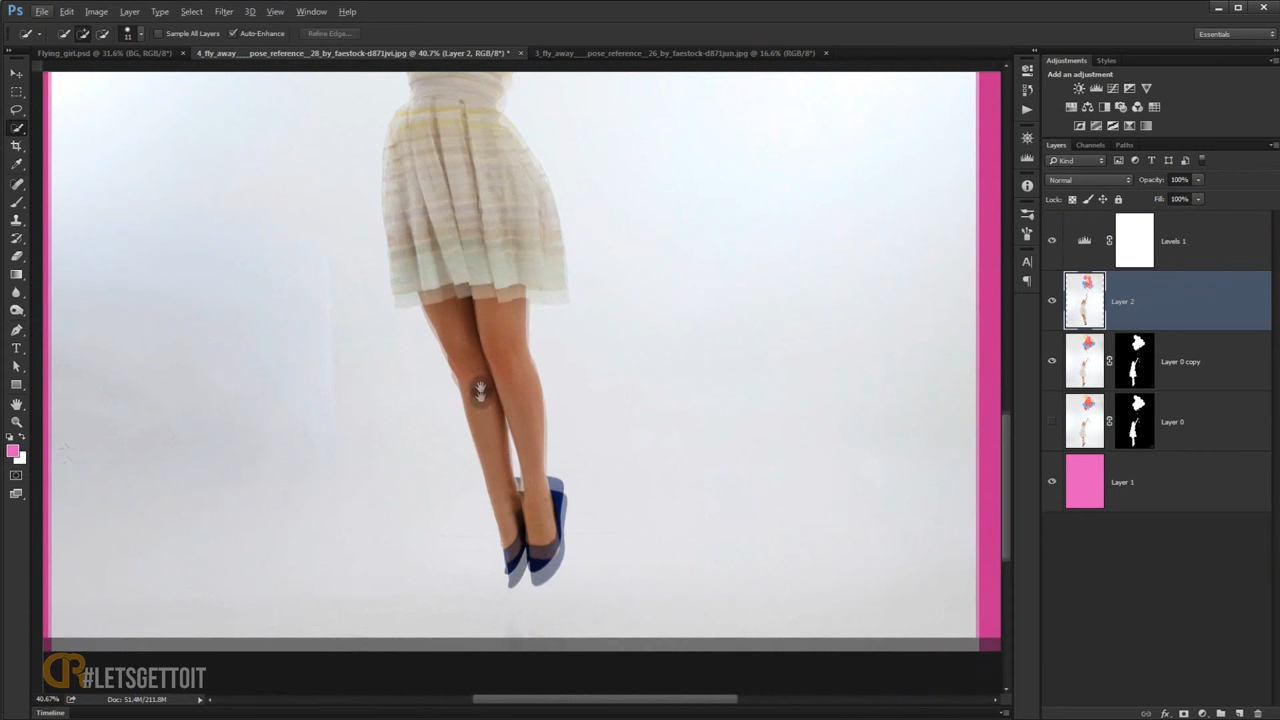 Ps File Edit Image Layer Type Select Filter 3D View Window Help
11 Sample All Layers Auto-Enhance Refine Edge... Essentials
Flying_girl.psd @ 31.6% (BG, RGB/8*) × 4_fly_away___pose_reference__28_by_faestock-d871jvi.jpg @ 40.7% (Layer 2, RGB/8*) * × 3_fly_away___pose_reference__26_by_faestock-d871jun.jpg @ 16.6% (RGB/8*) ×
Adjustments Styles
Add an adjustment
Layers Channels Paths
Kind
Normal Opacity: 100%
Lock: Fill: 100%
Levels 1
Layer 2
Layer 0 copy
Layer 0
Layer 1
#LETSGETTOIT
40.67% Doc: 51.4M/211.8M
Timeline